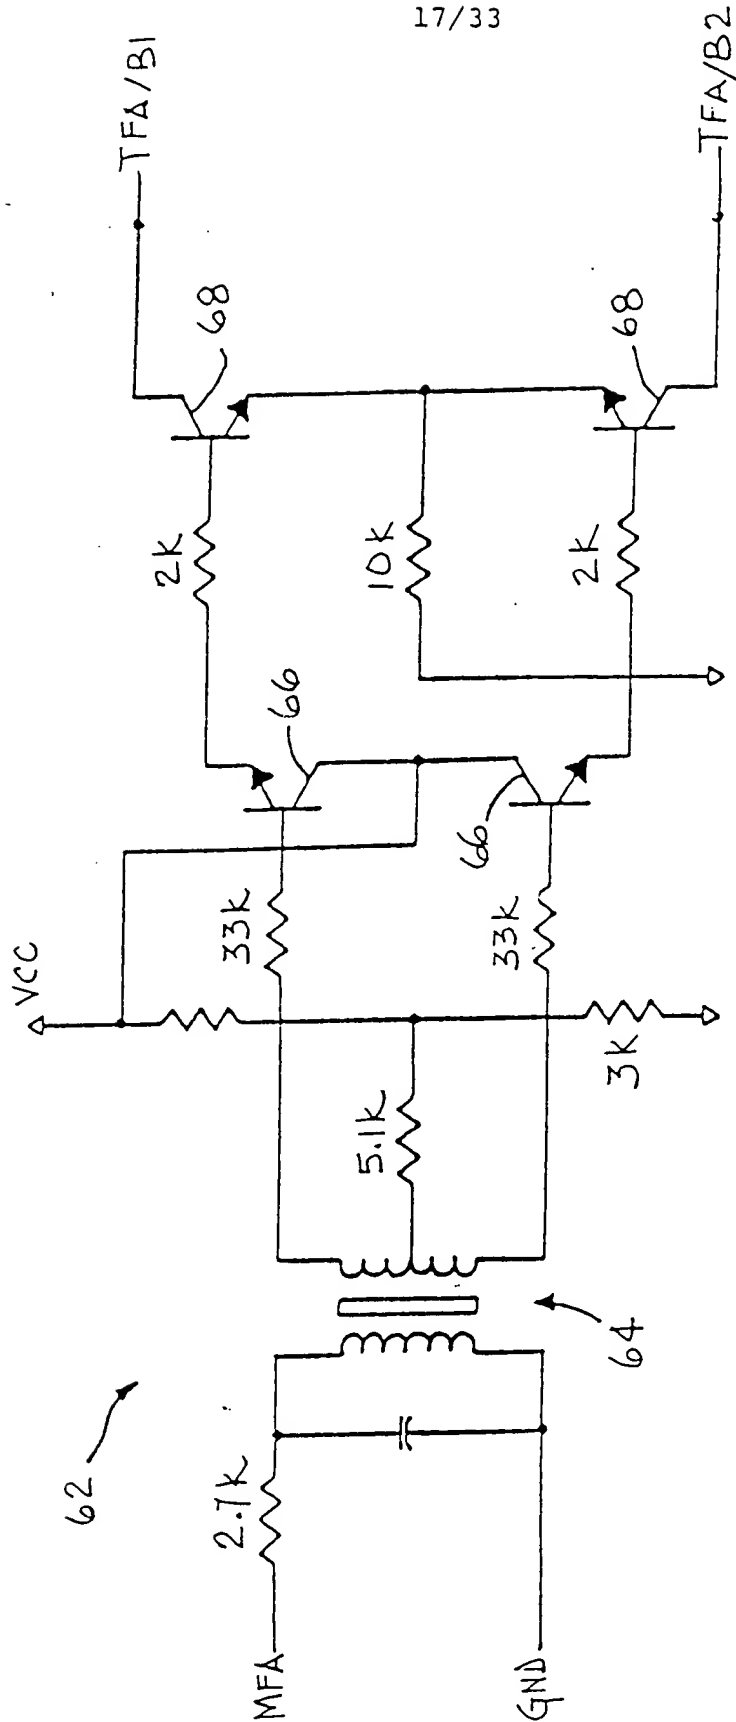 17/33
62
MFA
2.7K
GND
64
5.1K
VCC
3K
33K
33K
66
66
2K
10K
2K
68
68
TFA/B1
TFA/B2